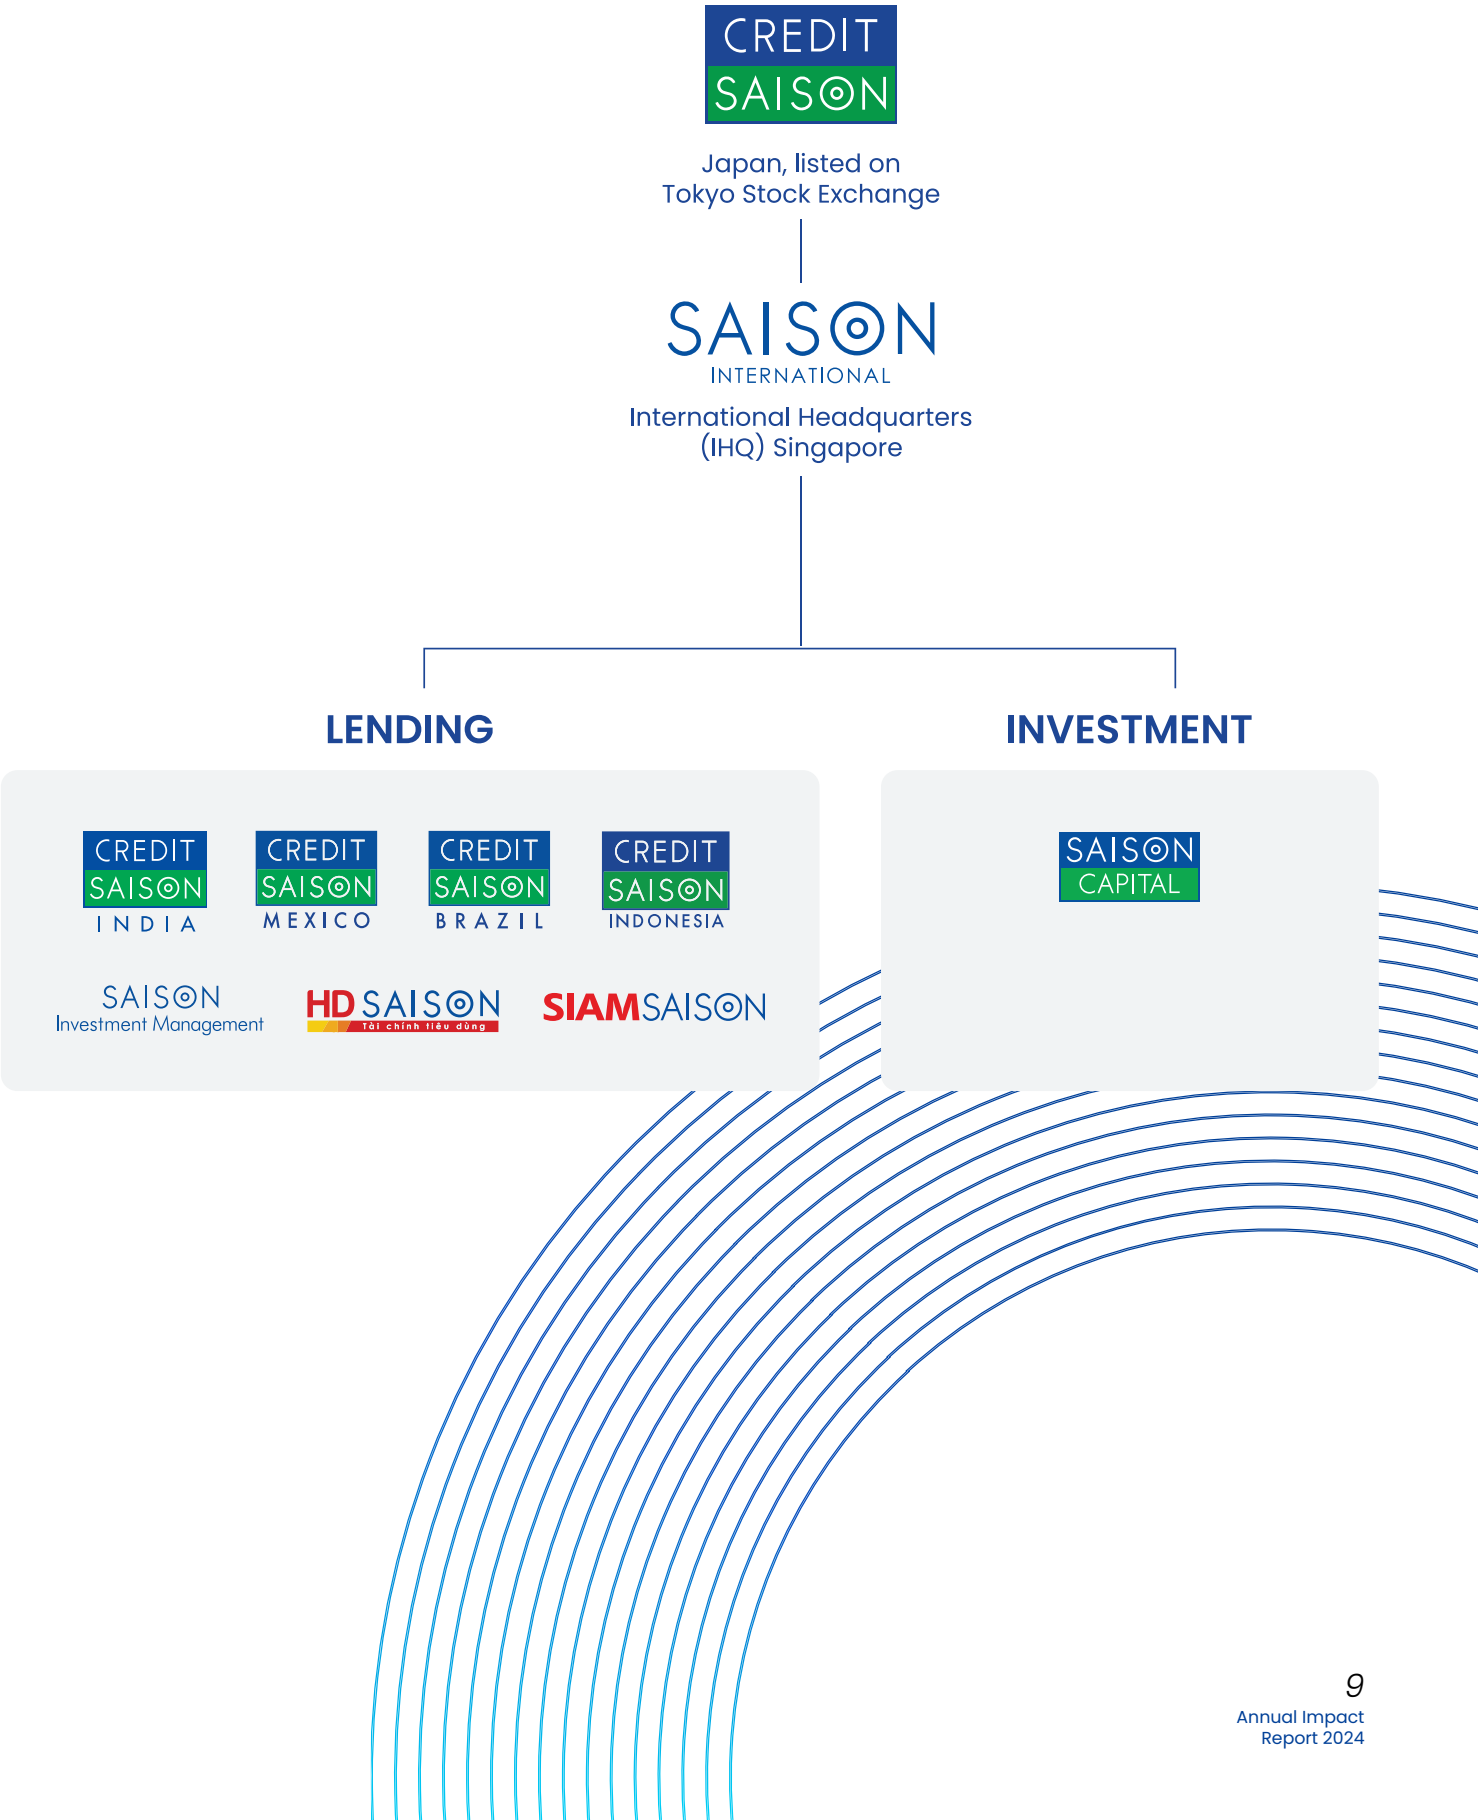 CREDIT
SAISON
Japan, listed on
Tokyo Stock Exchange
SAISON
INTERNATIONAL
International Headquarters
(IHQ) Singapore
LENDING
CREDIT
SAISON
INDIA
CREDIT
SAISON
MEXICO
CREDIT
SAISON
BRAZIL
CREDIT
SAISON
INDONESIA
SAISON
Investment Management
HD SAISON
Tài chính tiêu dùng
SIAMSAISON
INVESTMENT
SAISON
CAPITAL
9
Annual Impact
Report 2024